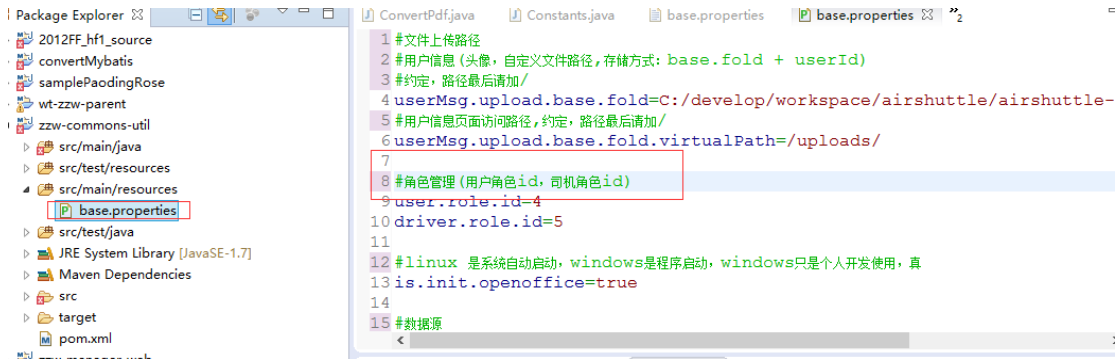 Package Explorer
2012FF_hf1_source
convertMybatis
samplePaodingRose
wt-zzw-parent
zzw-commons-util
src/main/java
src/test/resources
src/main/resources
base.properties
src/test/java
JRE System Library [JavaSE-1.7]
Maven Dependencies
src
target
pom.xml
ConvertPdf.java Constants.java base.properties base.properties 2
1 #文件上传路径
2 #用户信息(头像，自定义文件路径,存储方式：base.fold + userId)
3 #约定，路径最后请加/
4 userMsg.upload.base.fold=C:/develop/workspace/airshuttle/airshuttle-
5 #用户信息页面访问路径,约定，路径最后请加/
6 userMsg.upload.base.fold.virtualPath=/uploads/
7
8 #角色管理(用户角色id，司机角色id)
9 user.role.id=4
10 driver.role.id=5
11
12 #linux 是系统自动启动，windows是程序启动，windows只是个人开发使用，真
13 is.init.openoffice=true
14
15 #数据源